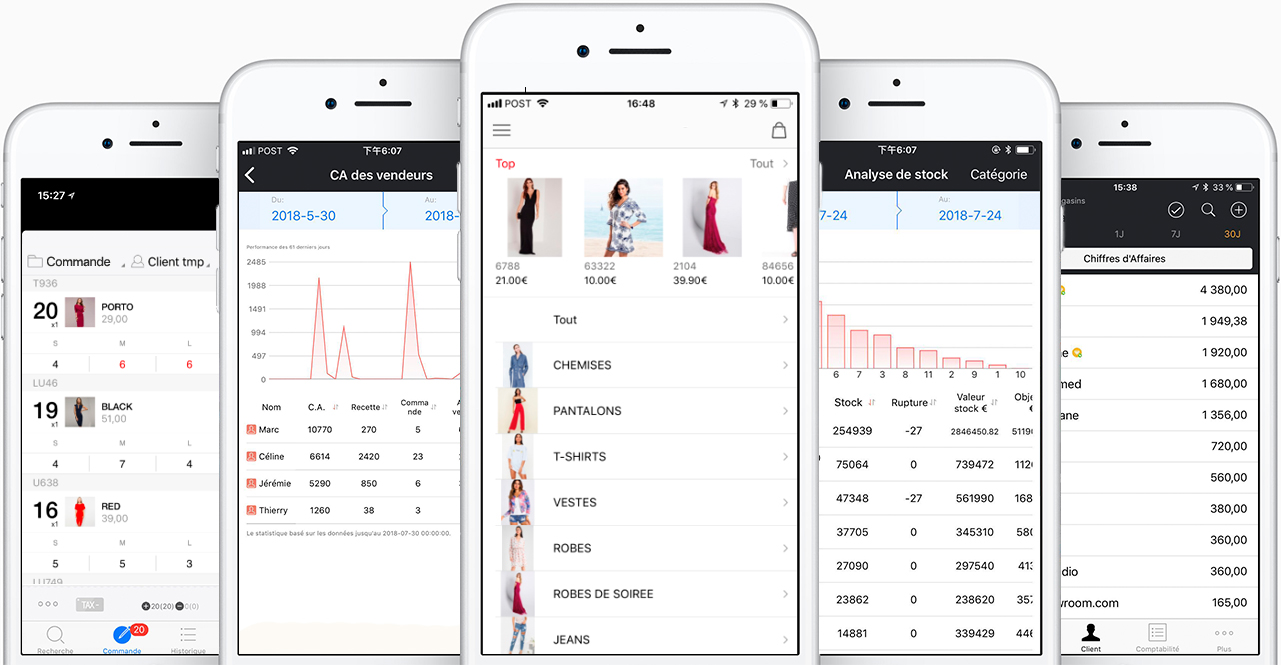 15:27
Commande
Client tmp
T936
20
x1
PORTO
29,00
S M L
4 6 6
LU46
19
x1
BLACK
51,00
S M L
4 7 4
U638
16
x1
RED
39,00
S M L
5 5 3
LU749
TAX-
20(20) 0(0)
Recherche
Commande
20
Historique
POST
下午6:07
CA des vendeurs
Du:
2018-5-30
Au:
2018-
Performance des 61 derniers jours
2485
1988
1491
994
497
0
Nom C.A. Recette Comma
nde
Marc 10770 270 5
Céline 6614 2420 23
Jérémie 5290 850 6
Thierry 1260 38 3
Le statistique basé sur les données jusqu'au 2018-07-30 00:00:00.
POST
16:48
29 %
Top
Tout
6788
21.00€
63322
10.00€
2104
39.90€
84656
10.00€
Tout
CHEMISES
PANTALONS
T-SHIRTS
VESTES
ROBES
ROBES DE SOIREE
JEANS
下午6:07
Analyse de stock
Catégorie
7-24
Au:
2018-7-24
6 7 3 8 11 2 9 1 10
Stock Rupture Valeur
stock € Obje
€
254939 -27 2846450.82 51190
75064 0 739472 1120
47348 -27 561990 168
37705 0 345310 580
27090 0 297540 413
23862 0 238620 357
14881 0 339429 446
15:38
33 %
gasins
1J 7J 30J
Chiffres d'Affaires
4 380,00
1 949,38
e 1 920,00
med 1 680,00
ane 1 356,00
720,00
560,00
380,00
360,00
dio 360,00
wroom.com 165,00
Client
Comptabilité
Plus